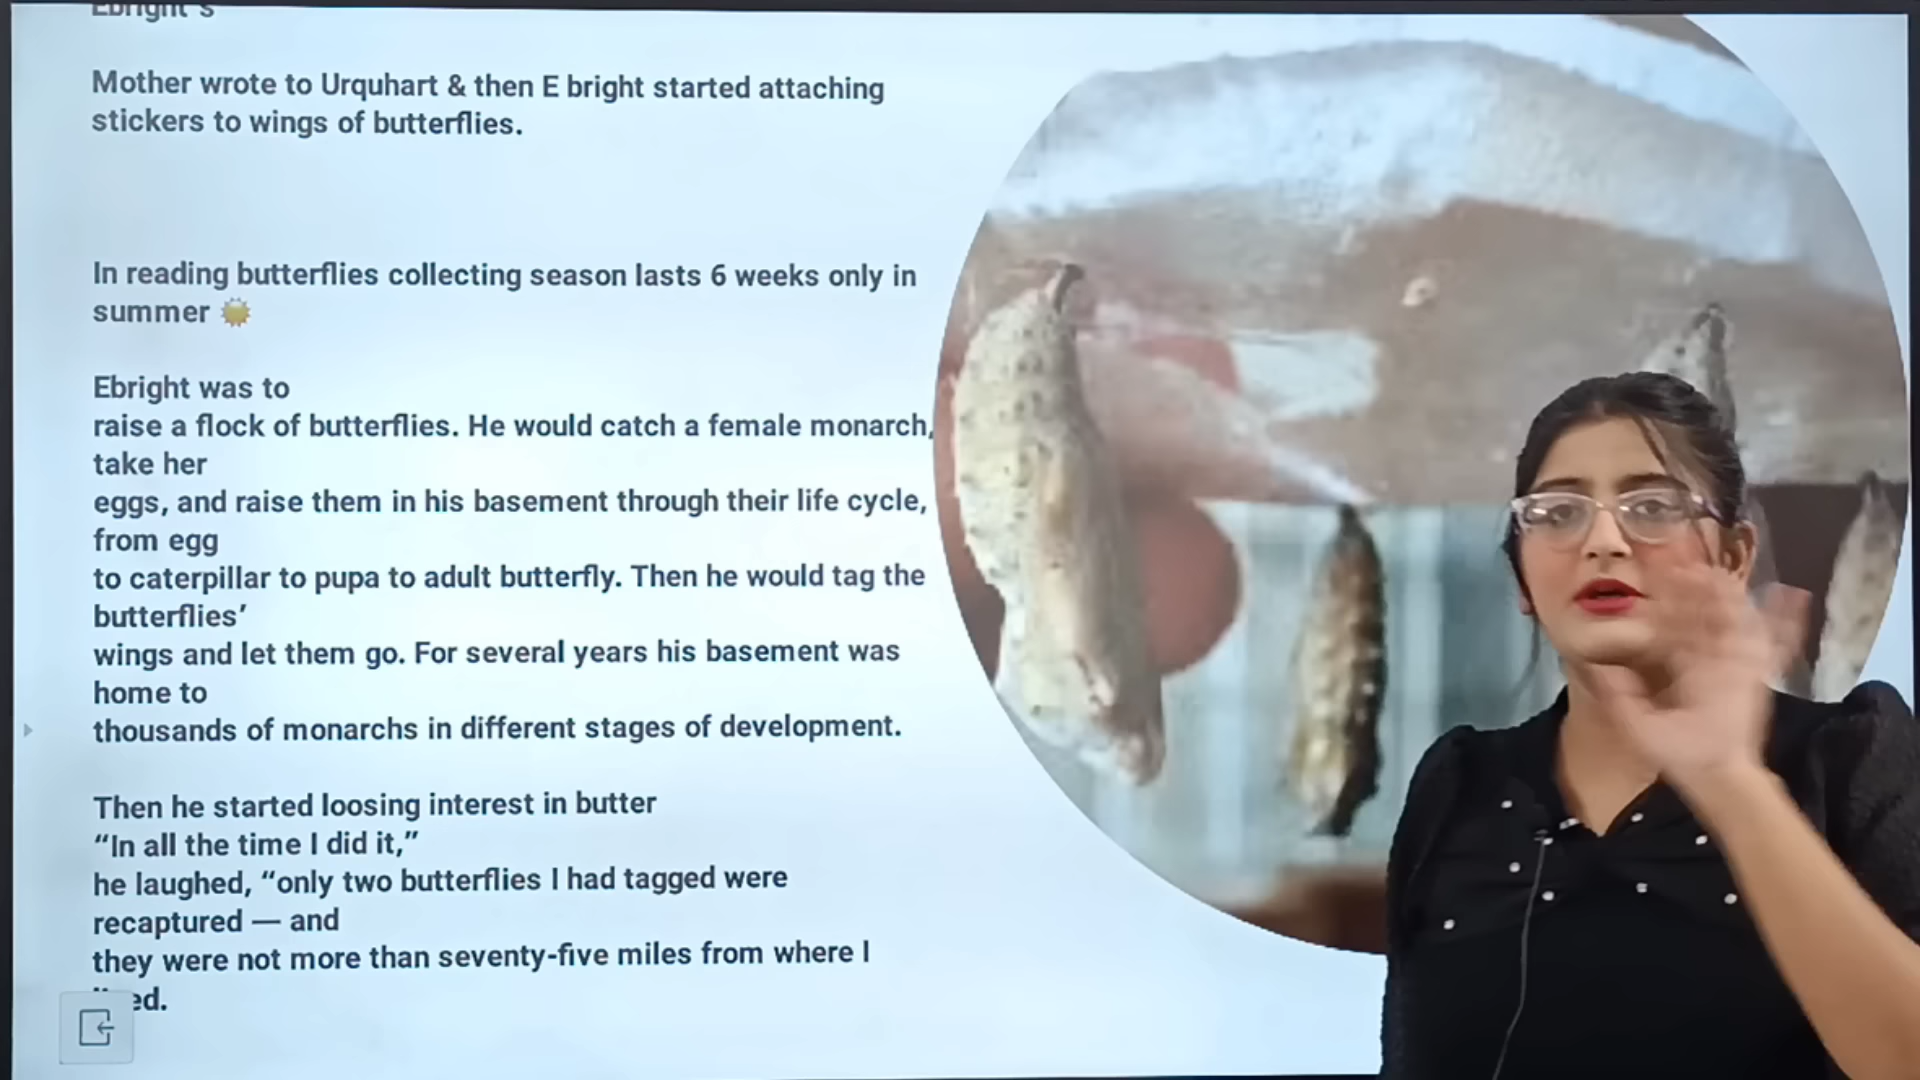 Ebright's
Mother wrote to Urquhart & then E bright started attaching
stickers to wings of butterflies.
In reading butterflies collecting season lasts 6 weeks only in
summer ☀️
Ebright was to
raise a flock of butterflies. He would catch a female monarch,
take her
eggs, and raise them in his basement through their life cycle,
from egg
to caterpillar to pupa to adult butterfly. Then he would tag the
butterflies’
wings and let them go. For several years his basement was
home to
thousands of monarchs in different stages of development.
Then he started loosing interest in butter
“In all the time I did it,”
he laughed, “only two butterflies I had tagged were
recaptured — and
they were not more than seventy-five miles from where I